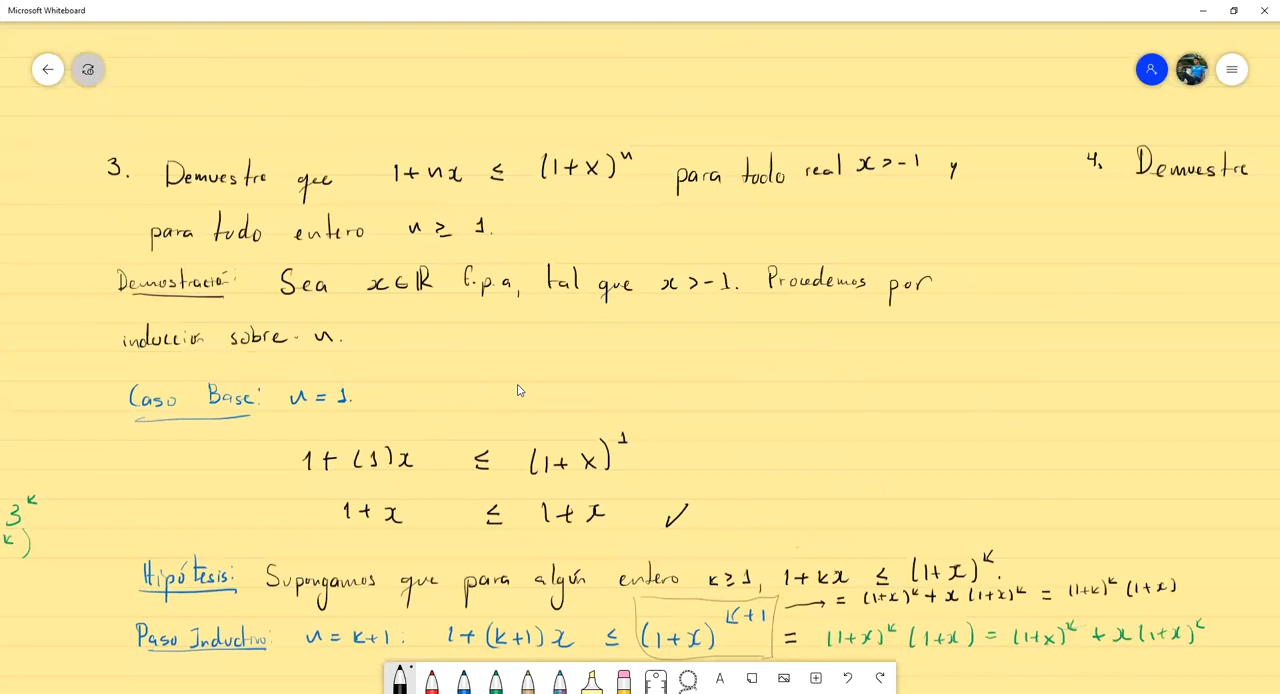 Microsoft Whiteboard
3. Demuestre que 1+nx ≤ (1+x)^n para todo real x>-1 y
para todo entero n ≥ 1.
4. Demuestre
Demostración: Sea x∈ℝ f.p.a, tal que x>-1. Procedemos por
inducción sobre n.
Caso Base: n = 1.
1+(1)x ≤ (1+x)^1
1+x ≤ 1+x ✓
3^k
k)
Hipótesis: Supongamos que para algún entero k≥1, 1+kx ≤ (1+x)^k.
→ = (1+x)^k + x(1+x)^k = (1+x)^k (1+x)
Paso Inductivo: n = k+1: 1+(k+1)x ≤ (1+x)^k+1 = (1+x)^k (1+x) = (1+x)^k + x(1+x)^k
A